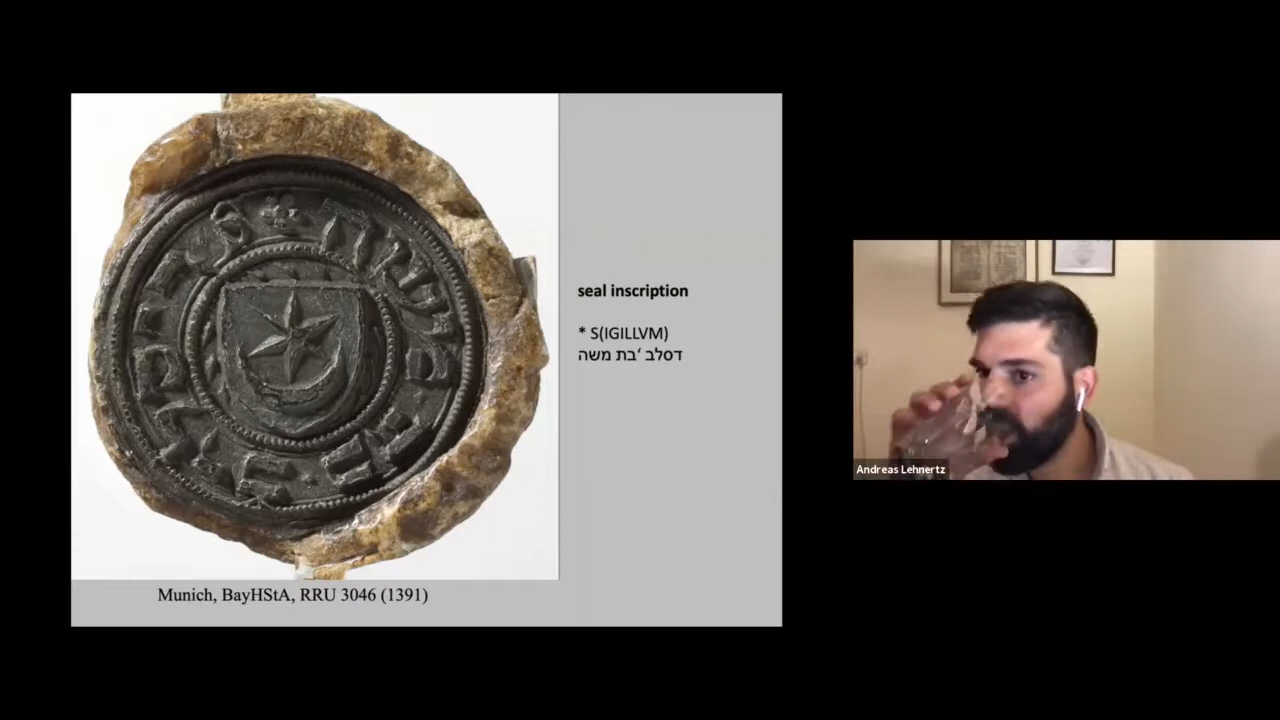 seal inscription
* S(IGILLVM)
דסלב ‘בת משה
Munich, BayHStA, RRU 3046 (1391)
Andreas Lehnertz